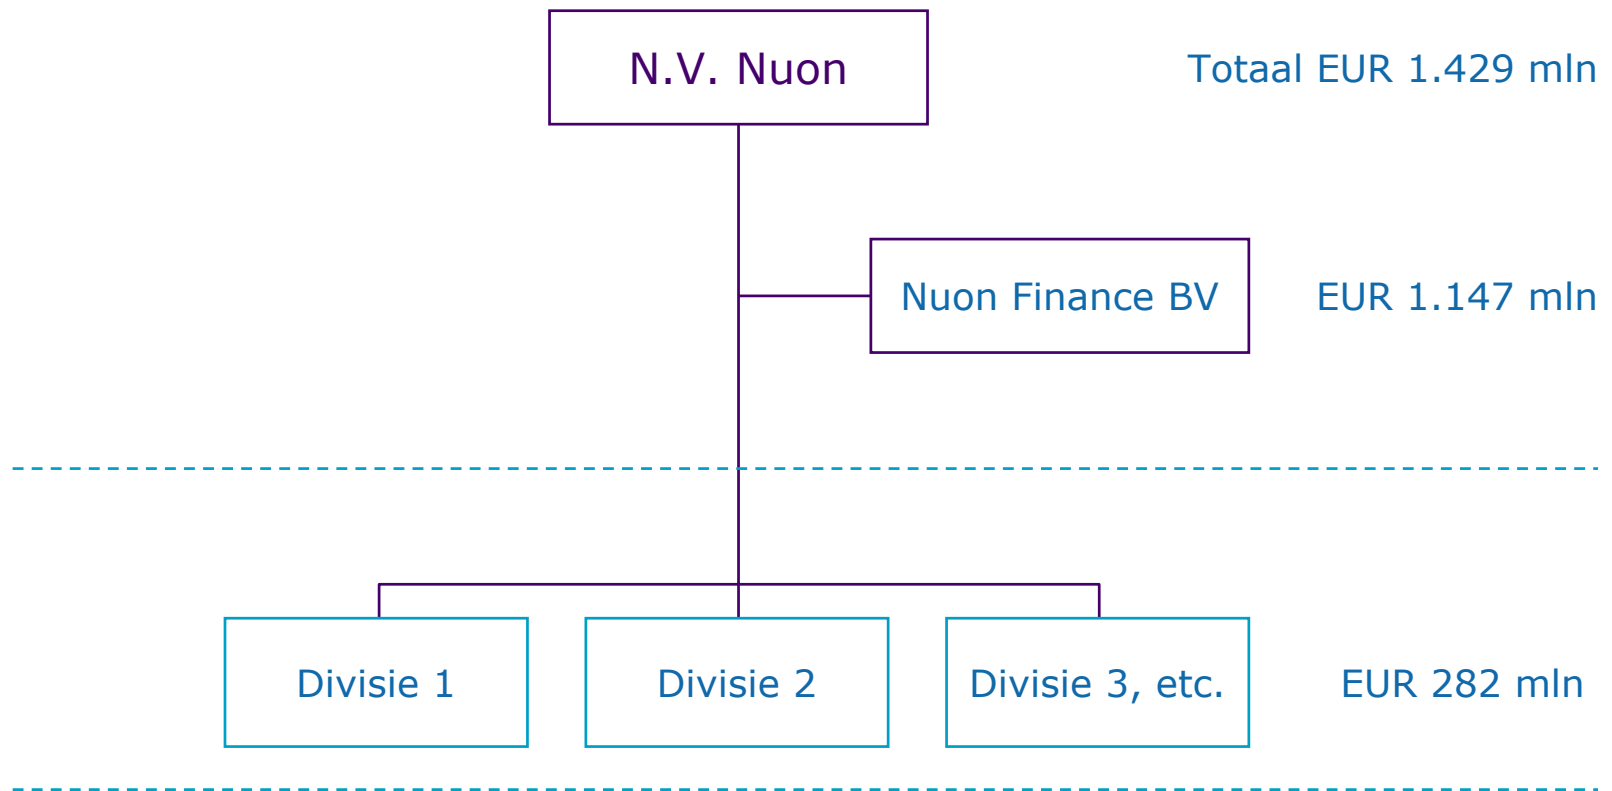 N.V. Nuon
Totaal EUR 1.429 mln
Nuon Finance BV
EUR 1.147 mln
Divisie 1
Divisie 2
Divisie 3, etc.
EUR 282 mln